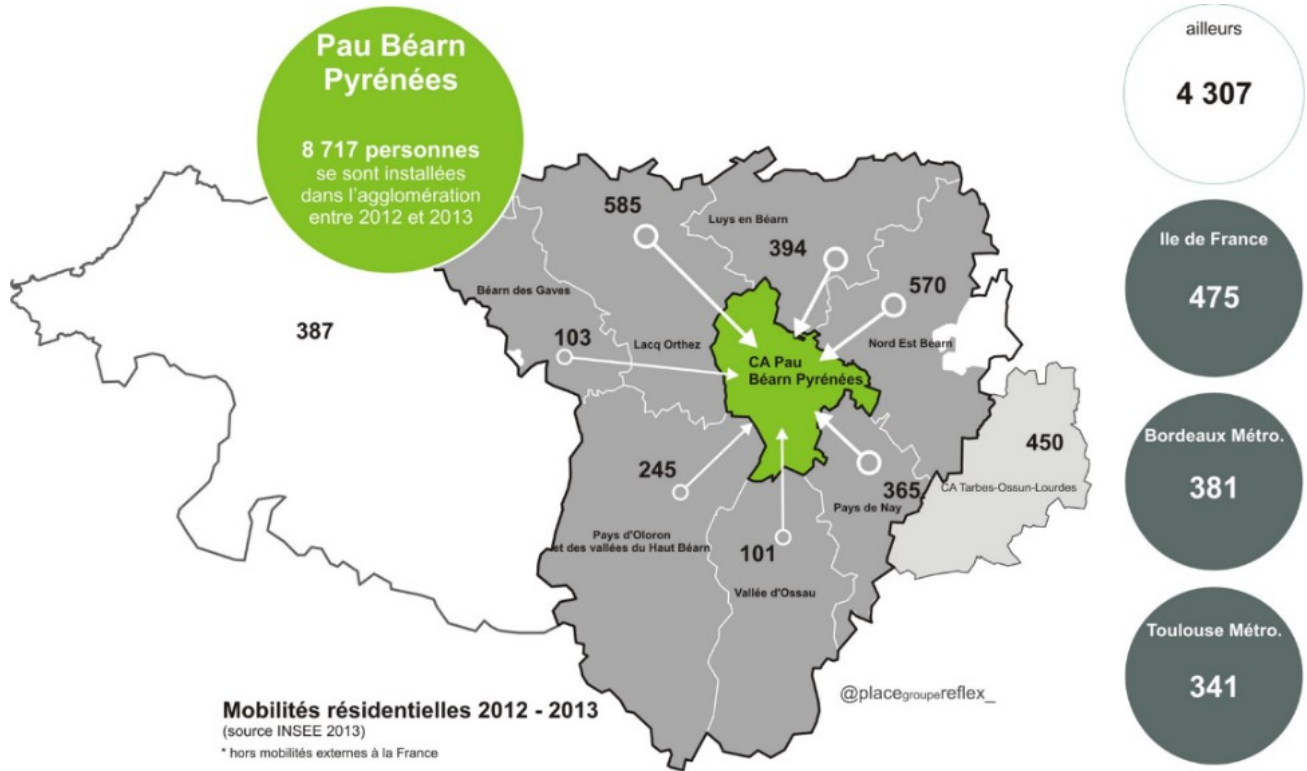 Pau Béarn
Pyrénées
8 717 personnes
se sont installées
dans l'agglomération
entre 2012 et 2013
ailleurs
4 307
Ile de France
475
Bordeaux Métro.
381
Toulouse Métro.
341
585
Luys en Béarn
394
570
Béarn des Gaves
387
103
Lacq Orthez
Nord Est Béarn
CA Pau
Béarn Pyrénées
450
CA Tarbes-Ossun-Lourdes
245
365
Pays de Nay
Pays d'Oloron
et des vallées du Haut Béarn
101
Vallée d'Ossau
@placegroupereflex_
Mobilités résidentielles 2012 - 2013
(source INSEE 2013)
* hors mobilités externes à la France